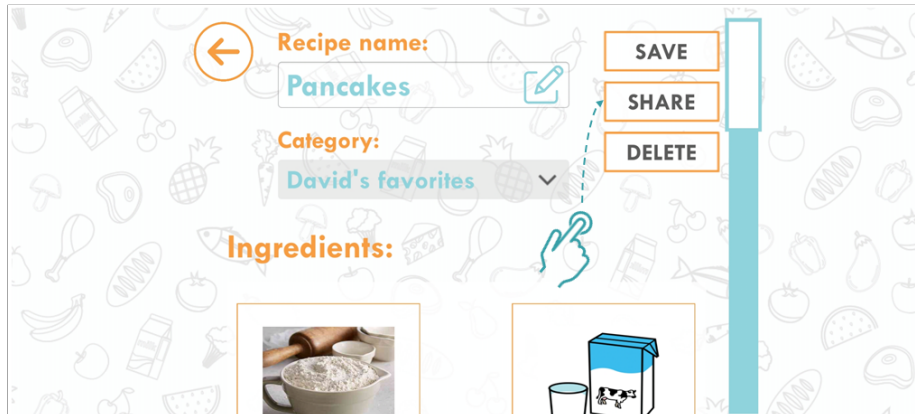 Recipe name:
Pancakes
Category:
David's favorites
SAVE
SHARE
DELETE
Ingredients: